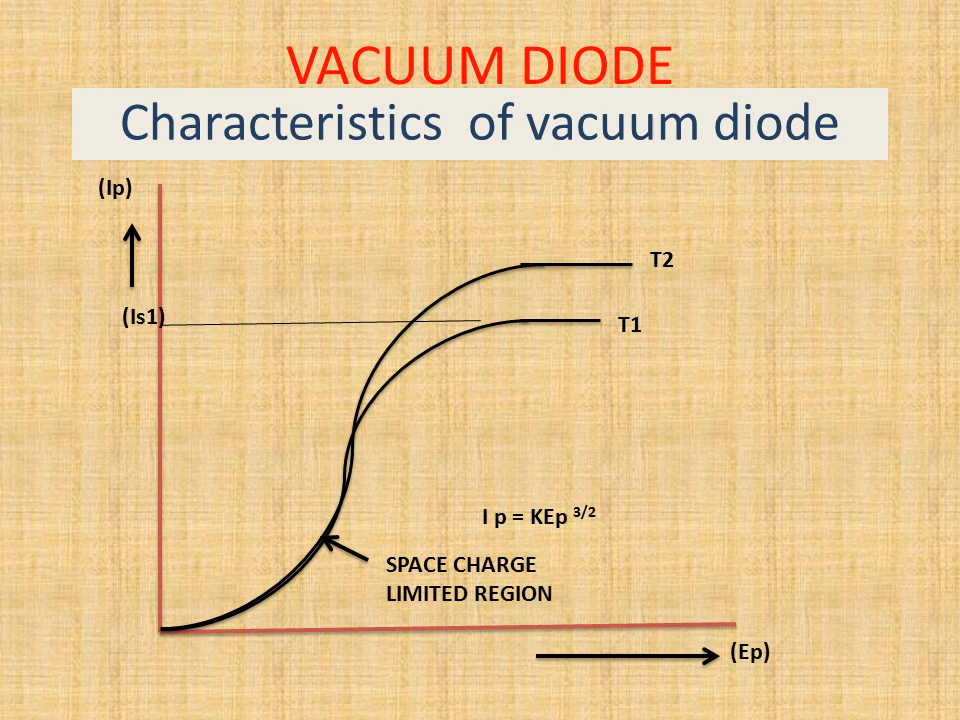 VACUUM DIODE
Characteristics of vacuum diode
(Ip)
T2
(Is1)
T1
I p = KEp 3/2
SPACE CHARGE
LIMITED REGION
(Ep)